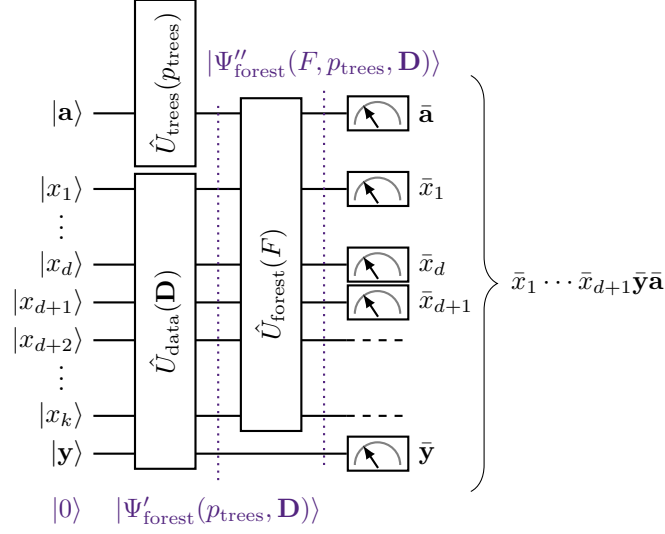 |Ψ″_forest(F, p_trees, 𝐃)⟩
Û_trees(p_trees)
|𝐚⟩
𝐚̄
|x_1⟩
x̄_1
⋮
Û_data(𝐃)
Û_forest(F)
|x_d⟩
x̄_d
x̄_1 ⋯ x̄_{d+1}𝐲̄𝐚̄
|x_{d+1}⟩
x̄_{d+1}
|x_{d+2}⟩
⋮
|x_k⟩
|𝐲⟩
𝐲̄
|0⟩
|Ψ′_forest(p_trees, 𝐃)⟩